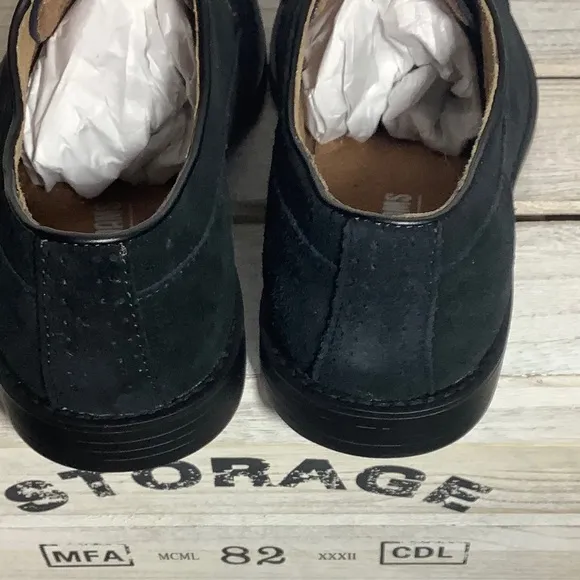 STORAGE
MFA MCML 82 XXXII CDL